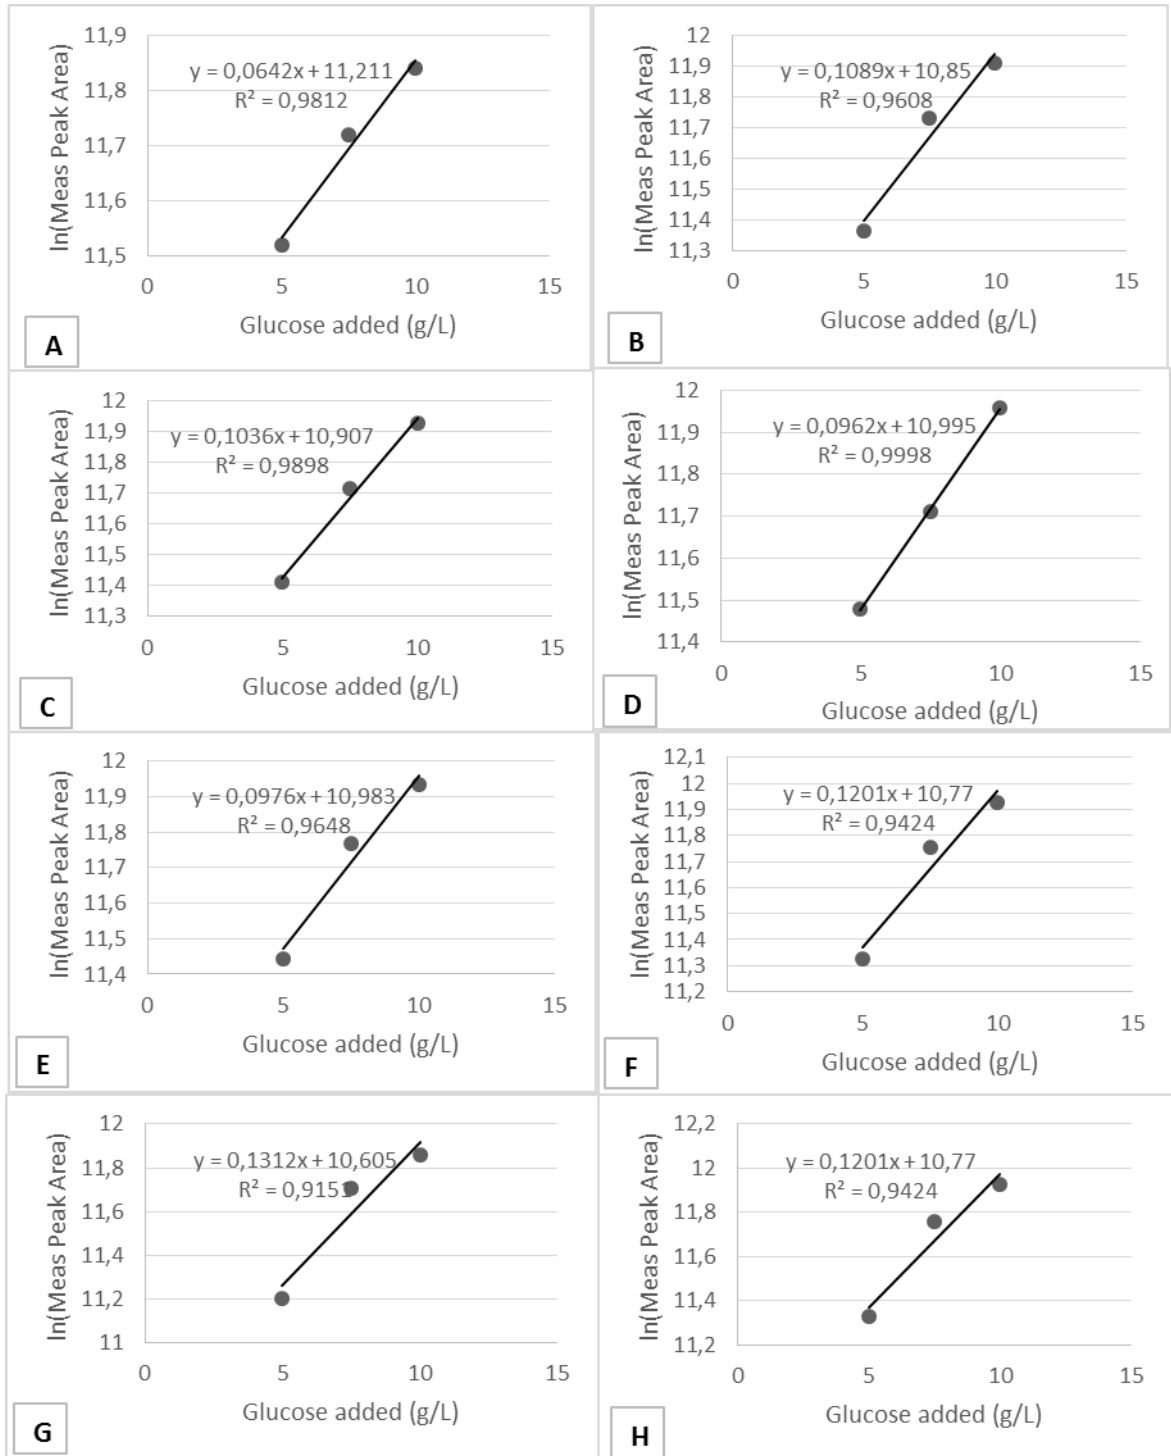 11,9
11,8
11,7
11,6
11,5
0
5
10
15
y = 0,0642x + 11,211
R² = 0,9812
ln(Meas Peak Area)
Glucose added (g/L)
A
12
11,9
11,8
11,7
11,6
11,5
11,4
11,3
0
5
10
15
y = 0,1089x + 10,85
R² = 0,9608
ln(Meas Peak Area)
Glucose added (g/L)
B
12
11,9
11,8
11,7
11,6
11,5
11,4
11,3
0
5
10
15
y = 0,1036x + 10,907
R² = 0,9898
ln(Meas Peak Area)
Glucose added (g/L)
C
12
11,9
11,8
11,7
11,6
11,5
11,4
0
5
10
15
y = 0,0962x + 10,995
R² = 0,9998
ln(Meas Peak Area)
Glucose added (g/L)
D
12
11,9
11,8
11,7
11,6
11,5
11,4
0
5
10
15
y = 0,0976x + 10,983
R² = 0,9648
ln(Meas Peak Area)
Glucose added (g/L)
E
12,1
12
11,9
11,8
11,7
11,6
11,5
11,4
11,3
11,2
0
5
10
15
y = 0,1201x + 10,77
R² = 0,9424
ln(Meas Peak Area)
Glucose added (g/L)
F
12
11,8
11,6
11,4
11,2
11
0
5
10
15
y = 0,1312x + 10,605
R² = 0,9151
ln(Meas Peak Area)
Glucose added (g/L)
G
12,2
12
11,8
11,6
11,4
11,2
0
5
10
15
y = 0,1201x + 10,77
R² = 0,9424
ln(Meas Peak Area)
Glucose added (g/L)
H